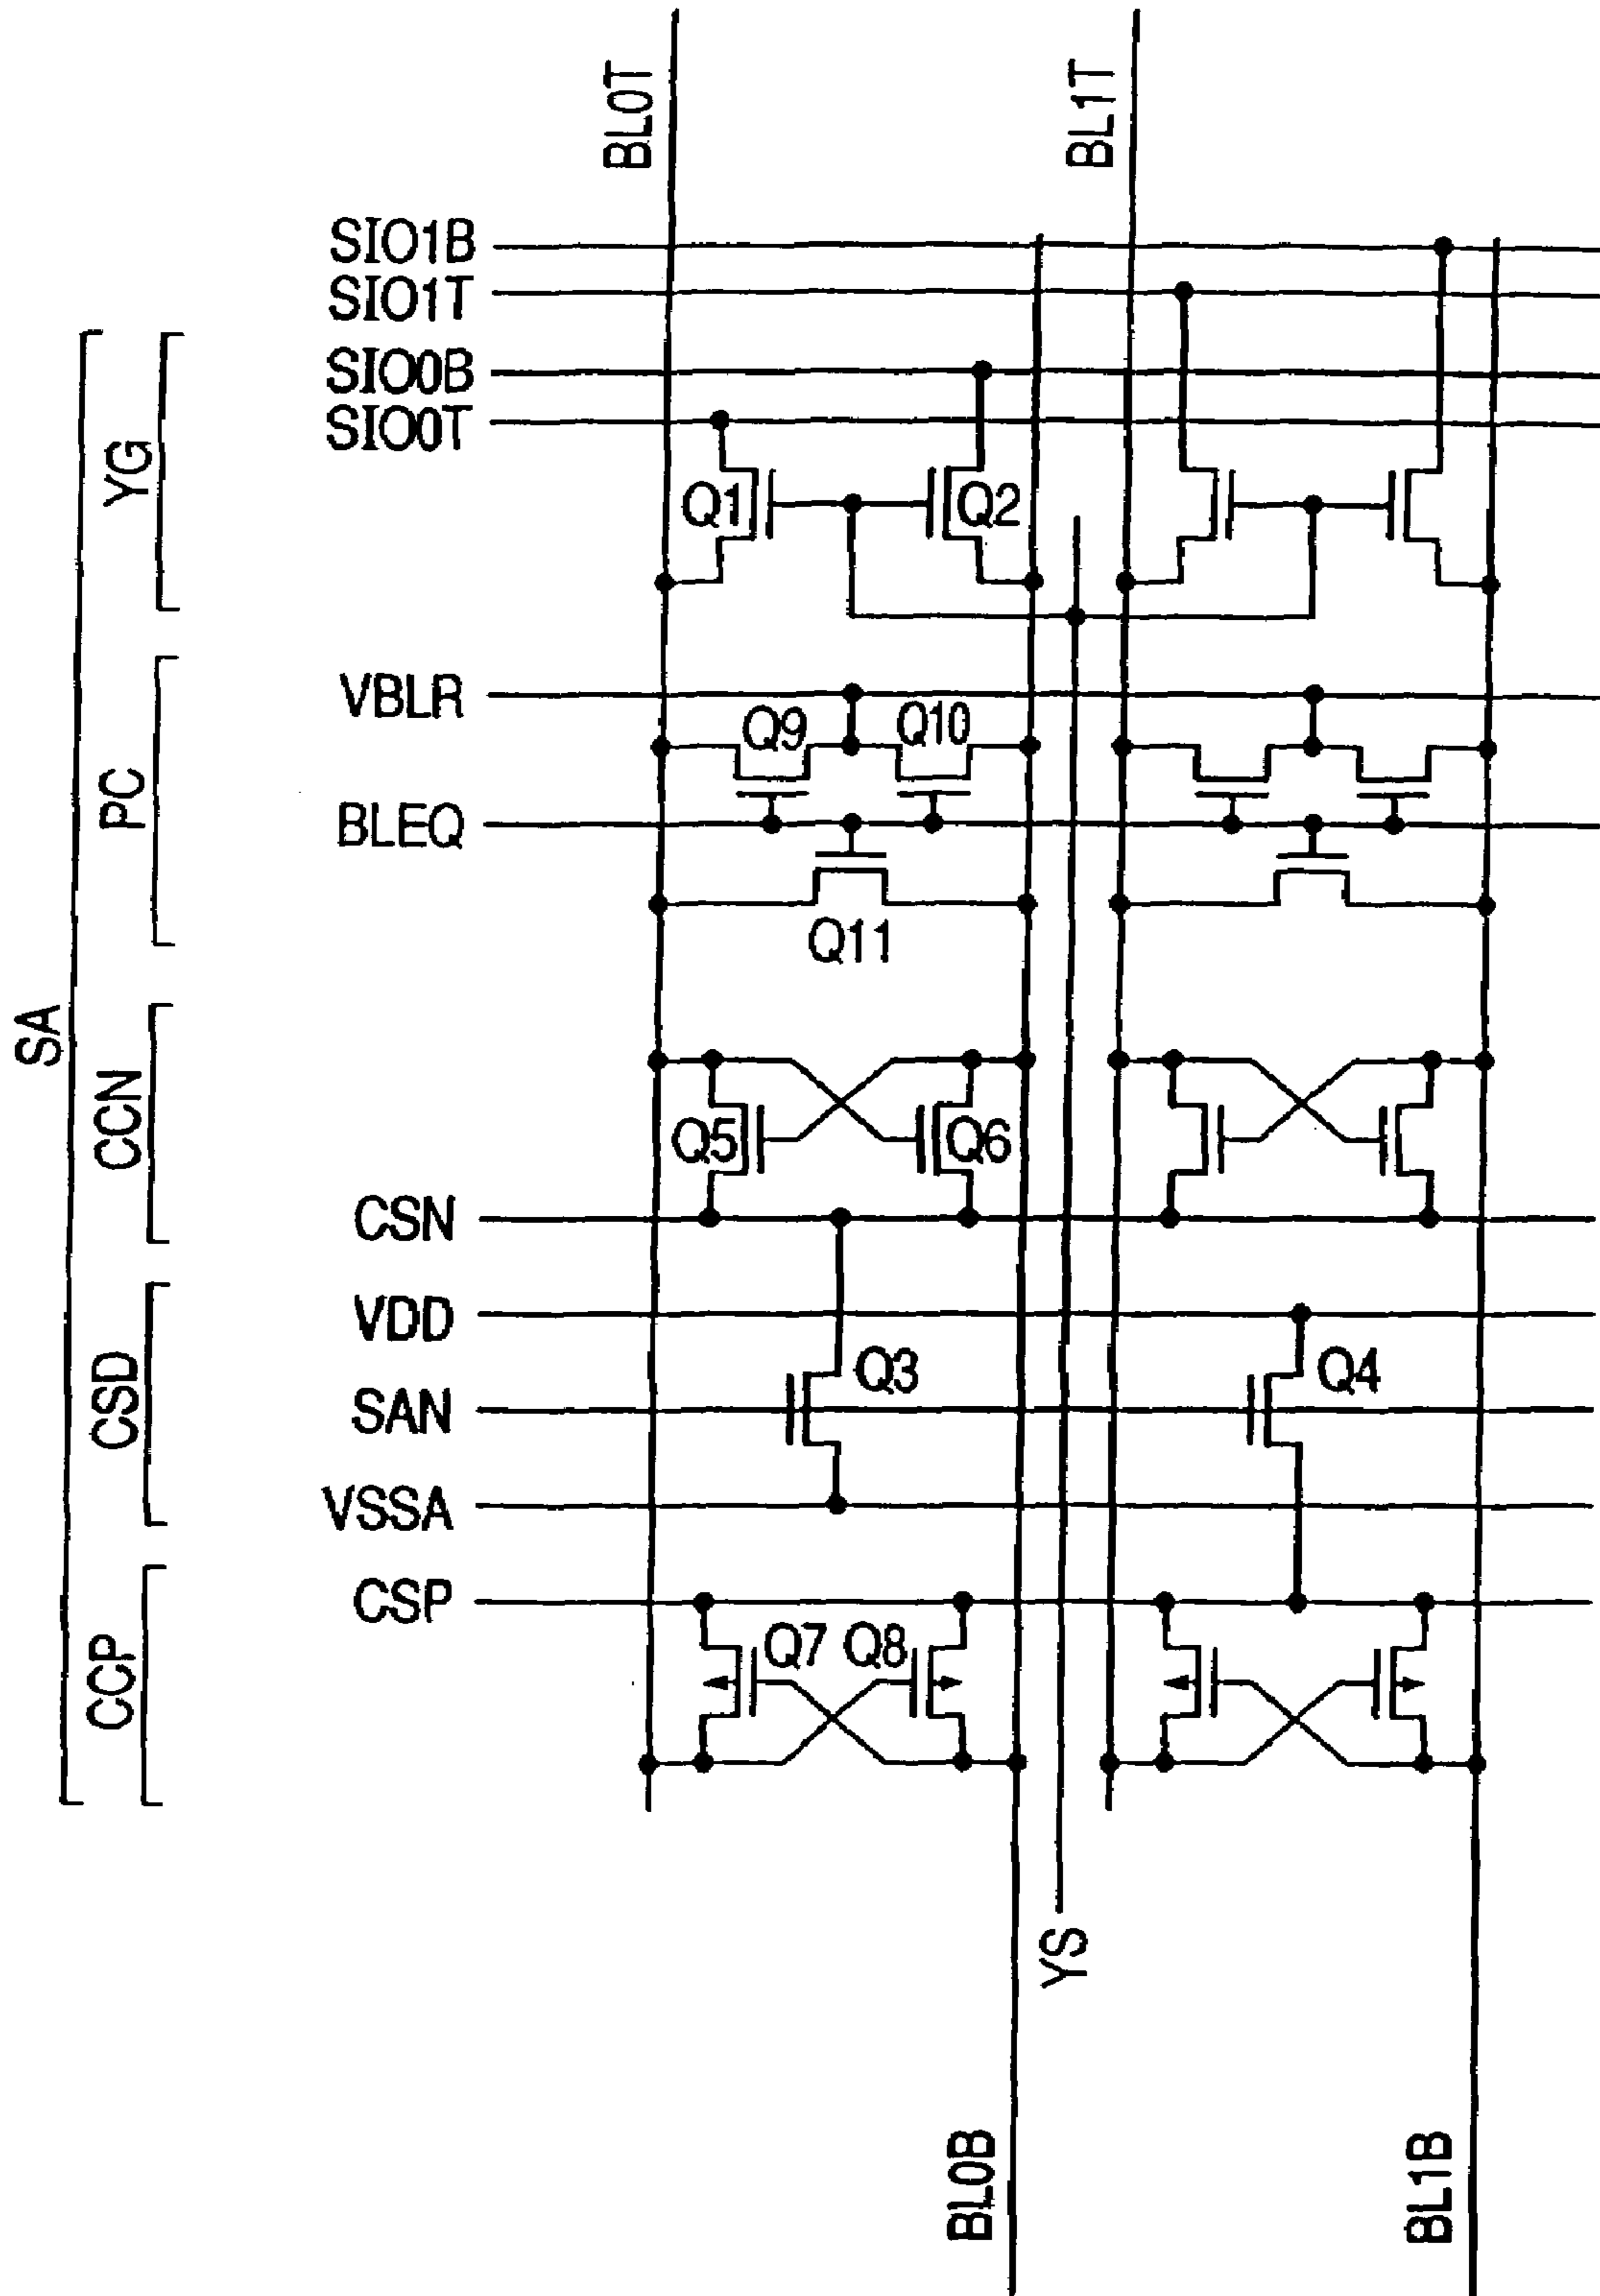 BL0T
BL1T
SIO1B
SIO1T
SIO0B
SIO0T
YG
Q1
Q2
VBLR
Q9
Q10
PC
BLEQ
Q11
SA
CCN
Q5
Q6
CSN
VDD
Q3
Q4
CSD
SAN
VSSA
CSP
CCP
Q7
Q8
YS
BL0B
BL1B